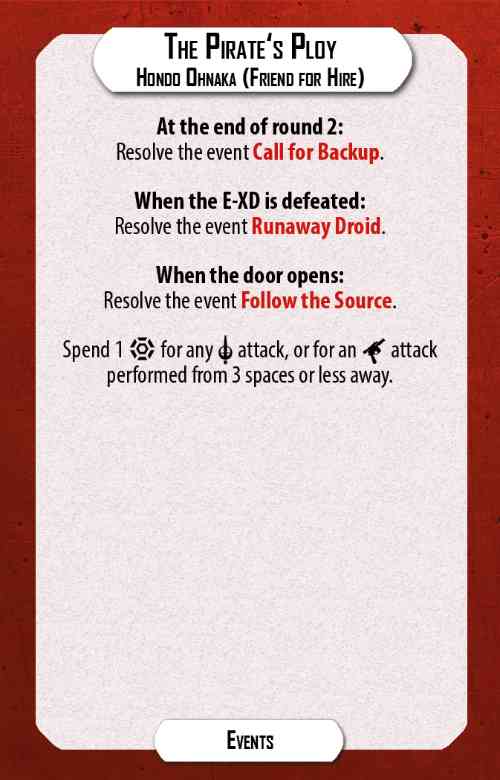 The Pirate‘s Ploy
Hondo Ohnaka (Friend for Hire)
At the end of round 2:
Resolve the event Call for Backup.
When the E-XD is defeated:
Resolve the event Runaway Droid.
When the door opens:
Resolve the event Follow the Source.
Spend 1 for any attack, or for an attack
performed from 3 spaces or less away.
Events